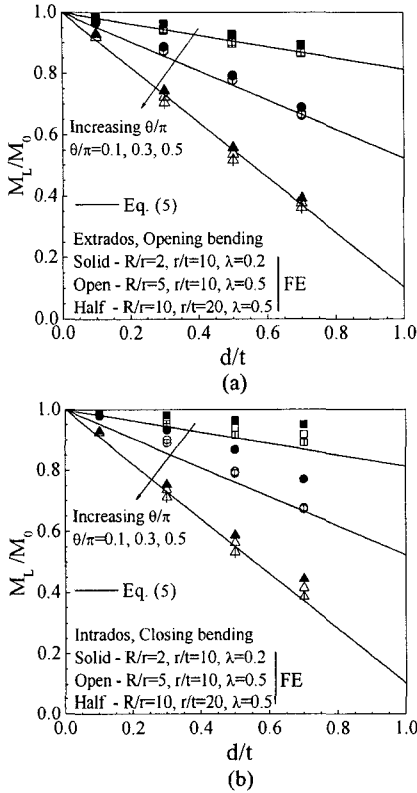 1.0
0.8
0.6
0.4
0.2
0.0
M_L/M_0
Increasing θ/π
θ/π=0.1, 0.3, 0.5
Eq. (5)
Extrados, Opening bending
Solid - R/r=2, r/t=10, λ=0.2
Open - R/r=5, r/t=10, λ=0.5
Half - R/r=10, r/t=20, λ=0.5
FE
0.0 0.2 0.4 0.6 0.8 1.0
d/t
(a)
1.0
0.8
0.6
0.4
0.2
0.0
M_L/M_0
Increasing θ/π
θ/π=0.1, 0.3, 0.5
Eq. (5)
Intrados, Closing bending
Solid - R/r=2, r/t=10, λ=0.2
Open - R/r=5, r/t=10, λ=0.5
Half - R/r=10, r/t=20, λ=0.5
FE
0.0 0.2 0.4 0.6 0.8 1.0
d/t
(b)